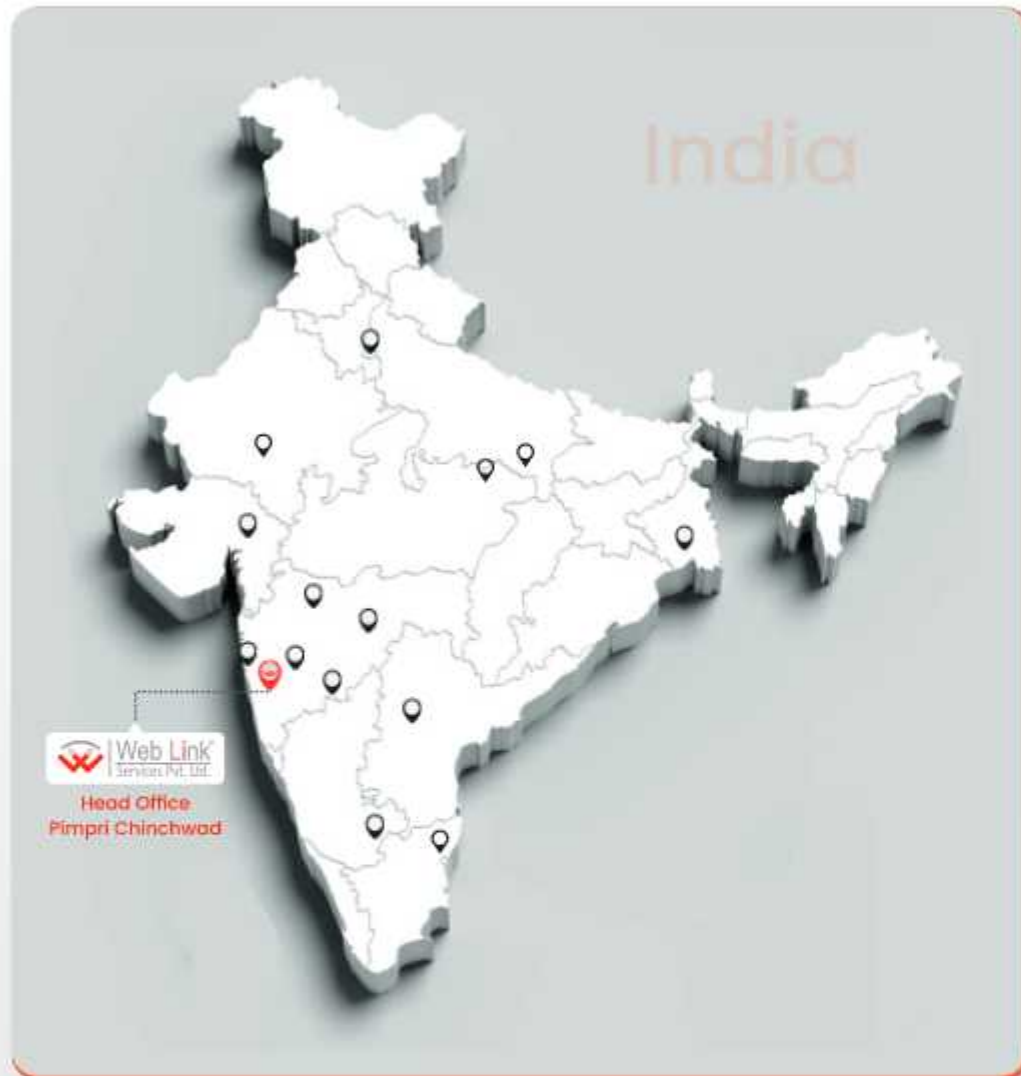 India
Web Link
Services Pvt. Ltd.
Head Office
Pimpri Chinchwad